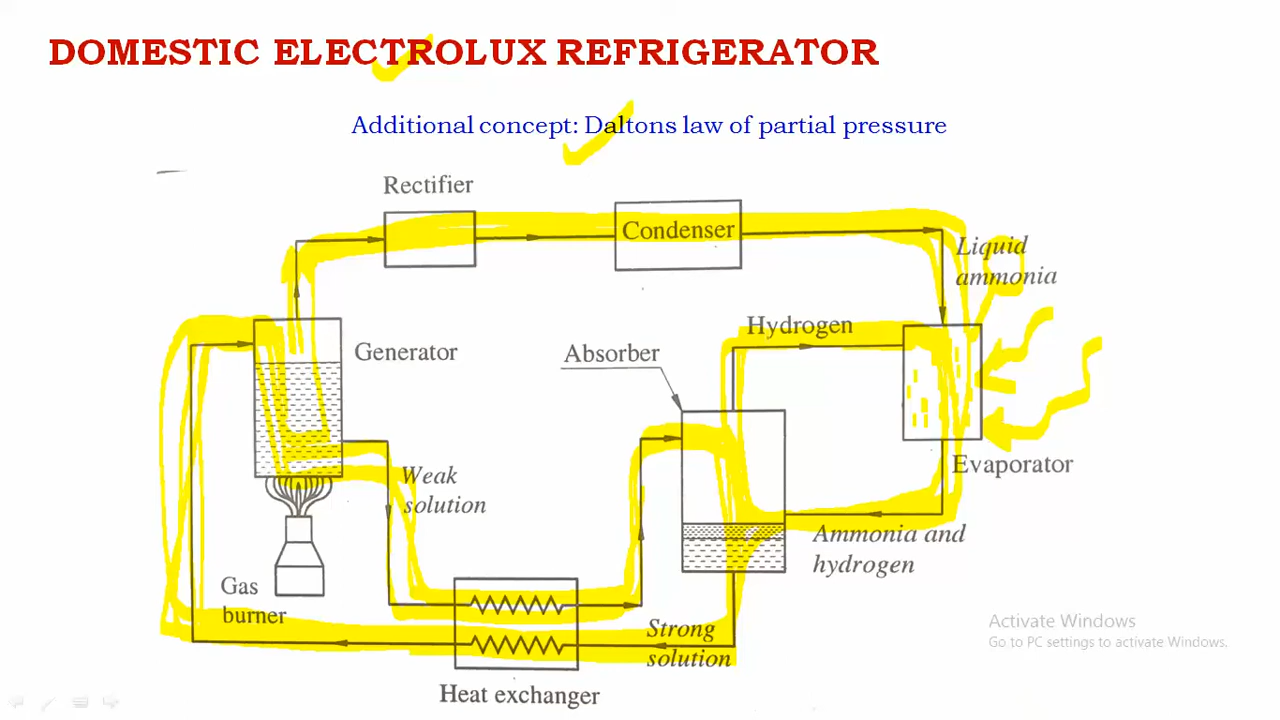 DOMESTIC ELECTROLUX REFRIGERATOR
Additional concept: Daltons law of partial pressure
Rectifier
Condenser
Liquid
ammonia
Hydrogen
Generator
Absorber
Evaporator
Weak
solution
Ammonia and
hydrogen
Gas
burner
Strong
solution
Heat exchanger
Activate Windows
Go to PC settings to activate Windows.